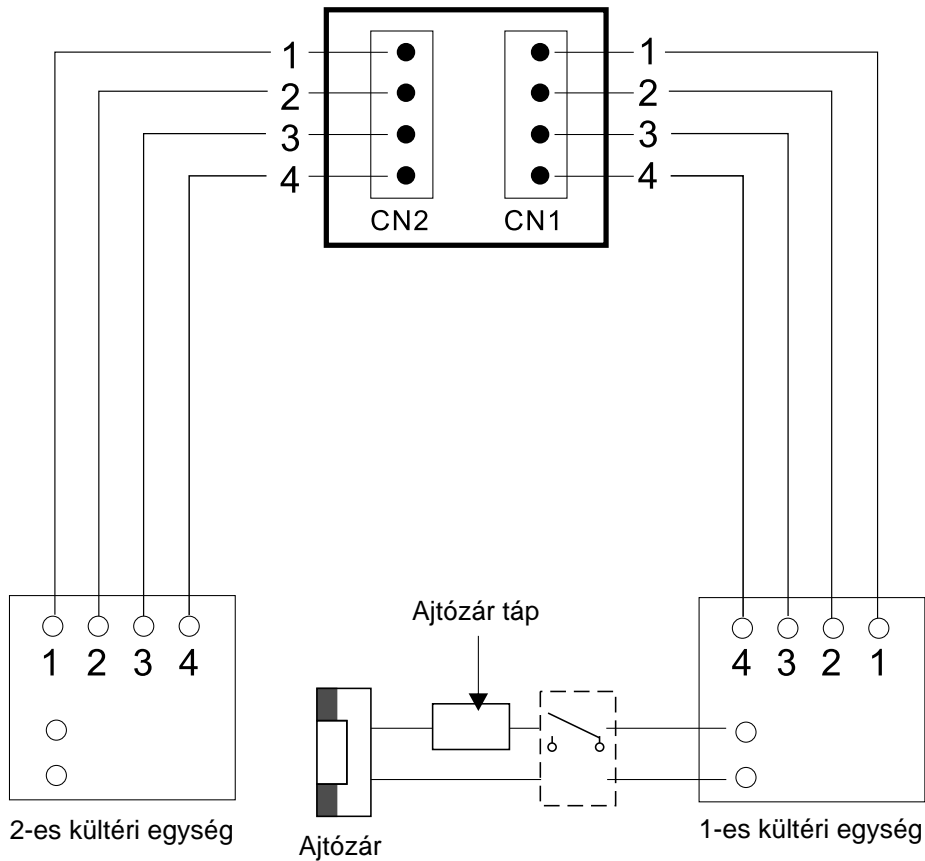 1 1
2 2
3 3
4 4
CN2 CN1
Ajtózár táp
1 2 3 4
4 3 2 1
2-es kültéri egység
Ajtózár
1-es kültéri egység